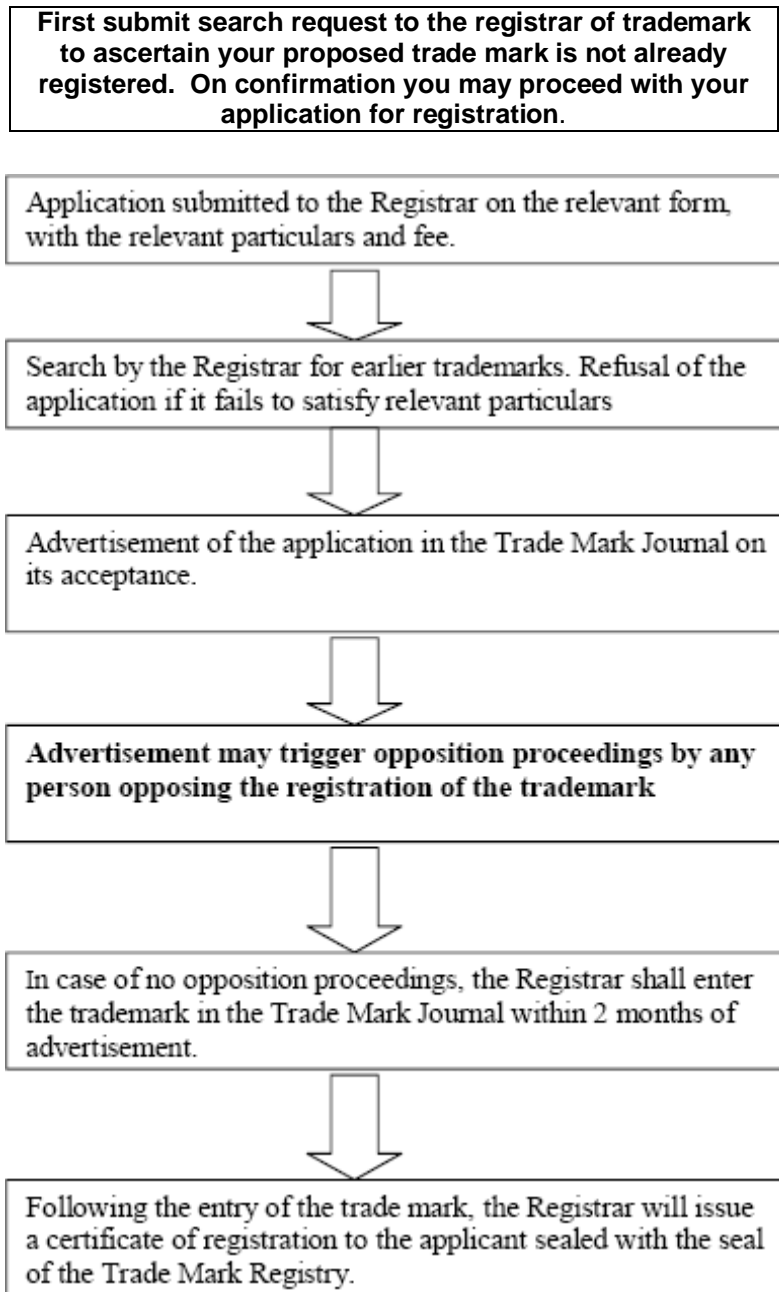 First submit search request to the registrar of trademark
to ascertain your proposed trade mark is not already
registered.  On confirmation you may proceed with your
application for registration.
Application submitted to the Registrar on the relevant form,
with the relevant particulars and fee.
Search by the Registrar for earlier trademarks. Refusal of the
application if it fails to satisfy relevant particulars
Advertisement of the application in the Trade Mark Journal on
its acceptance.
Advertisement may trigger opposition proceedings by any
person opposing the registration of the trademark
In case of no opposition proceedings, the Registrar shall enter
the trademark in the Trade Mark Journal within 2 months of
advertisement.
Following the entry of the trade mark, the Registrar will issue
a certificate of registration to the applicant sealed with the seal
of the Trade Mark Registry.